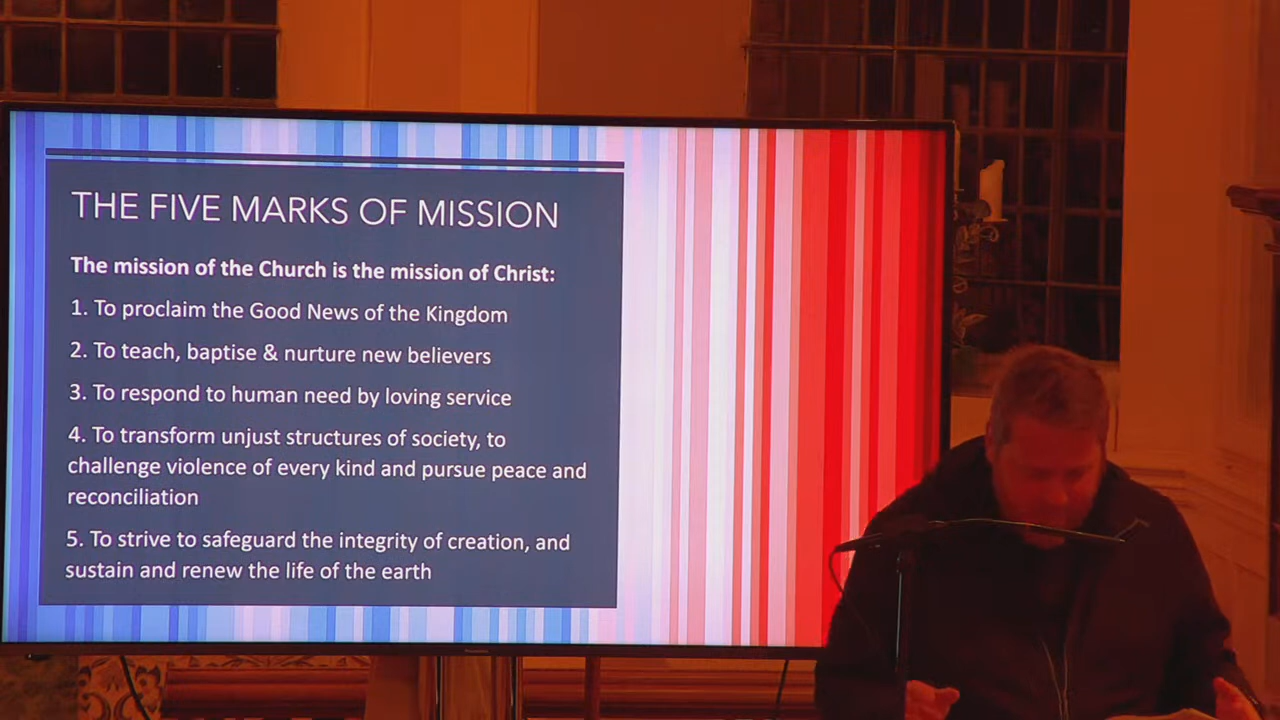 THE FIVE MARKS OF MISSION
The mission of the Church is the mission of Christ:
1. To proclaim the Good News of the Kingdom
2. To teach, baptise & nurture new believers
3. To respond to human need by loving service
4. To transform unjust structures of society, to
challenge violence of every kind and pursue peace and
reconciliation
5. To strive to safeguard the integrity of creation, and
sustain and renew the life of the earth